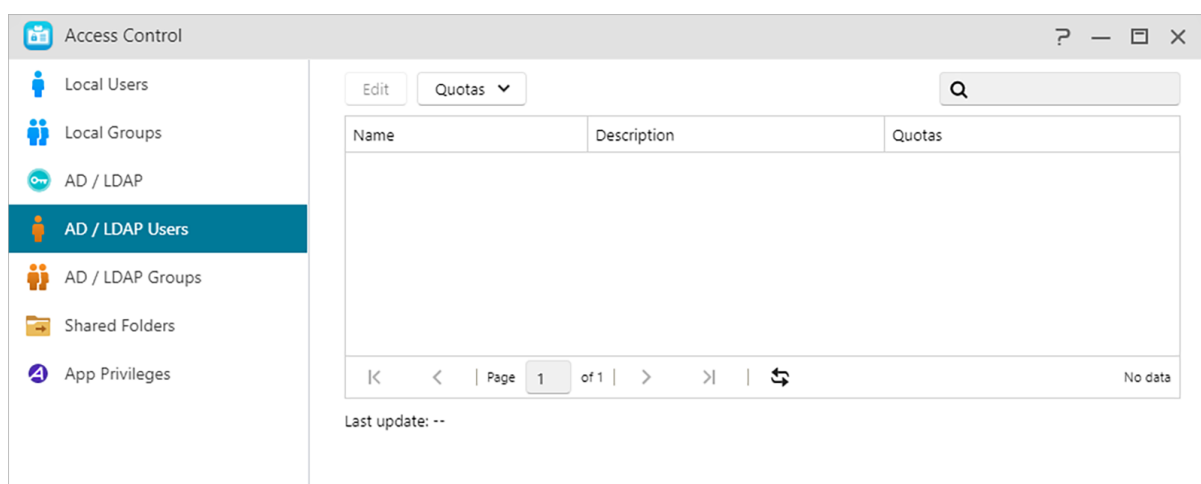 Access Control
Local Users
Local Groups
AD / LDAP
AD / LDAP Users
AD / LDAP Groups
Shared Folders
App Privileges
Edit
Quotas
Name Description Quotas
Page 1 of 1
No data
Last update: --